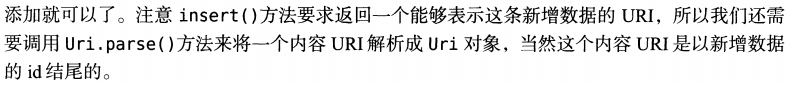 添加就可以了。注意 insert()方法要求返回一个能够表示这条新增数据的 URI，所以我们还需
要调用 Uri.parse()方法来将一个内容 URI 解析成 Uri 对象，当然这个内容 URI 是以新增数据
的 id 结尾的。